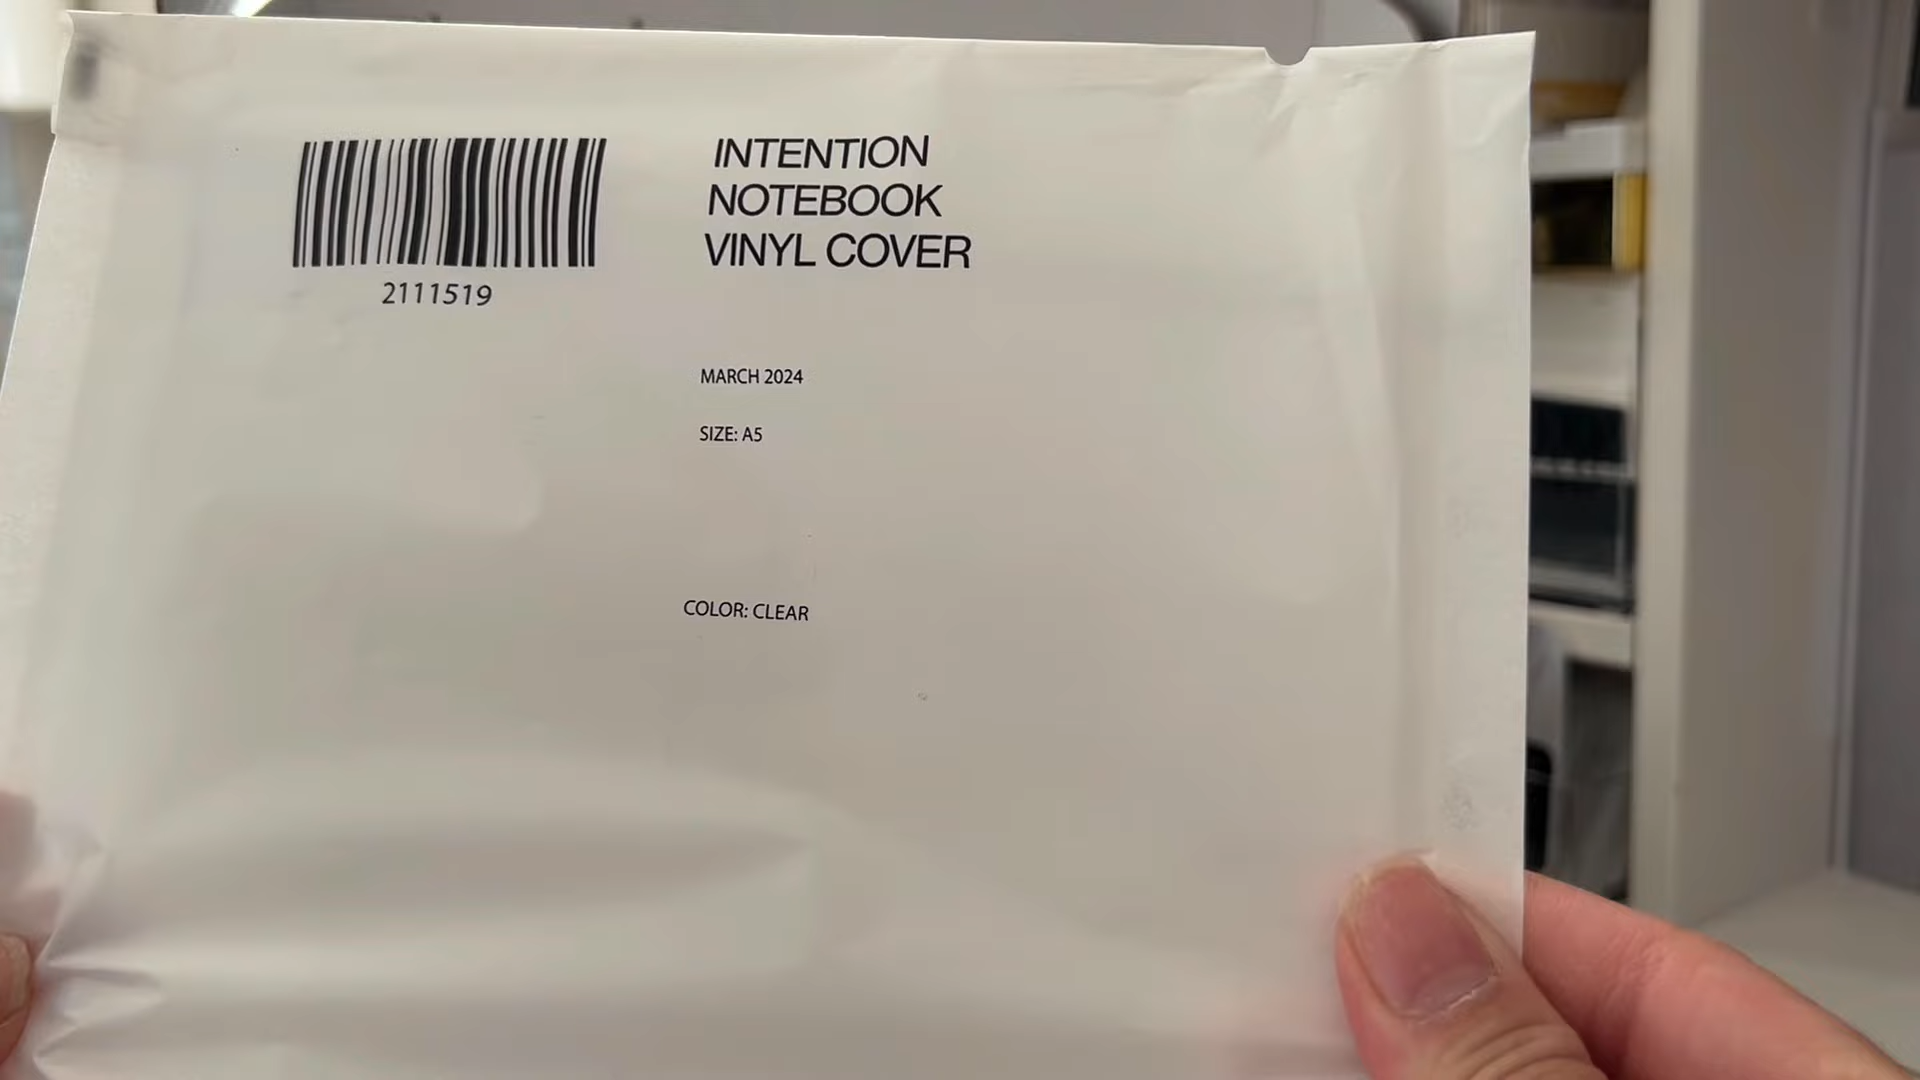 INTENTION
NOTEBOOK
VINYL COVER
2111519
MARCH 2024
SIZE: A5
COLOR: CLEAR